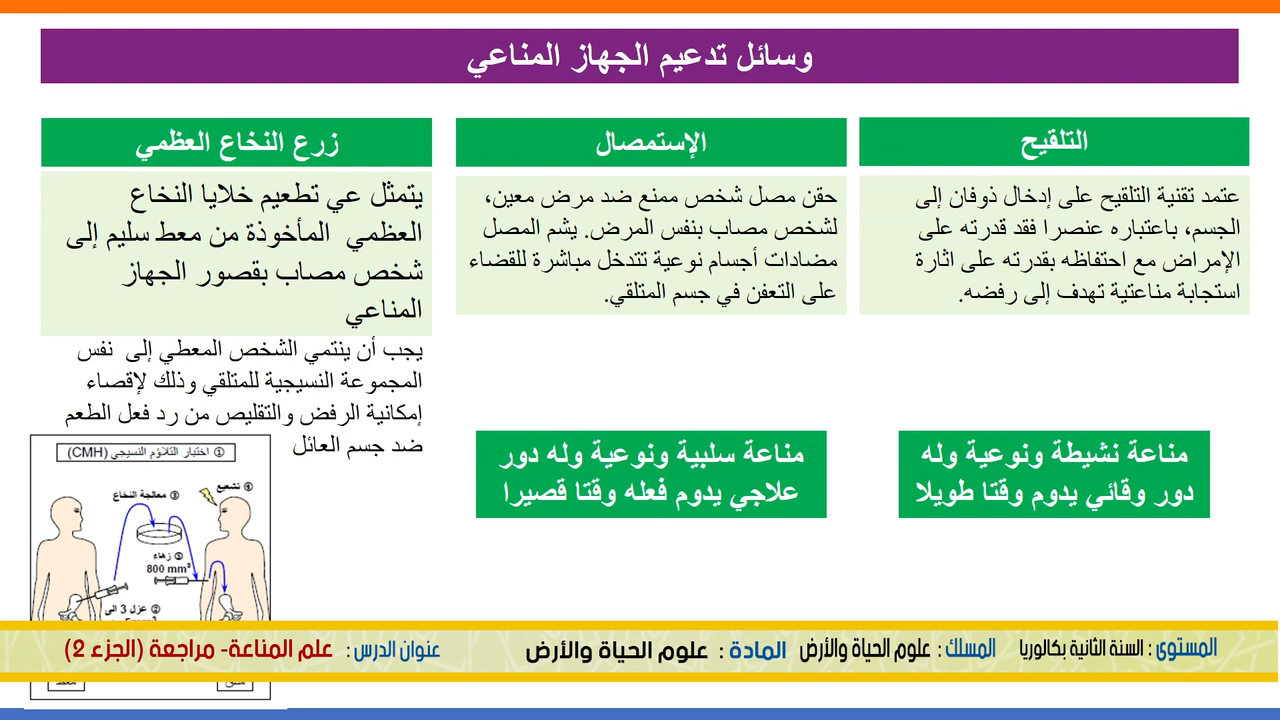 وسائل تدعيم الجهاز المناعي
التلقيح
عتمد تقنية التلقيح على إدخال ذوفان إلى
الجسم، باعتباره عنصرا فقد قدرته على
الإمراض مع احتفاظه بقدرته على اثارة
استجابة مناعتية تهدف إلى رفضه.
مناعة نشيطة ونوعية وله
دور وقائي يدوم وقتا طويلا
الإستمصال
حقن مصل شخص ممنع ضد مرض معين،
لشخص مصاب بنفس المرض. يشم المصل
مضادات أجسام نوعية تتدخل مباشرة للقضاء
على التعفن في جسم المتلقي.
مناعة سلبية ونوعية وله دور
علاجي يدوم فعله وقتا قصيرا
زرع النخاع العظمي
يتمثل عي تطعيم خلايا النخاع
العظمي المأخوذة من معط سليم إلى
شخص مصاب بقصور الجهاز
المناعي
يجب أن ينتمي الشخص المعطي إلى نفس
المجموعة النسيجية للمتلقي وذلك لإقصاء
إمكانية الرفض والتقليص من رد فعل الطعم
ضد جسم العائل
① اختبار التلاؤم النسيجي (CMH)
④ تشعيع
③ معالجة النخاع
⑤ زهاء
800 mm³
② عزل 3 الى
المستوى : السنة الثانية بكالوريا المسلك : علوم الحياة والأرض المادة : علوم الحياة والأرض عنوان الدرس : علم المناعة- مراجعة (الجزء 2)